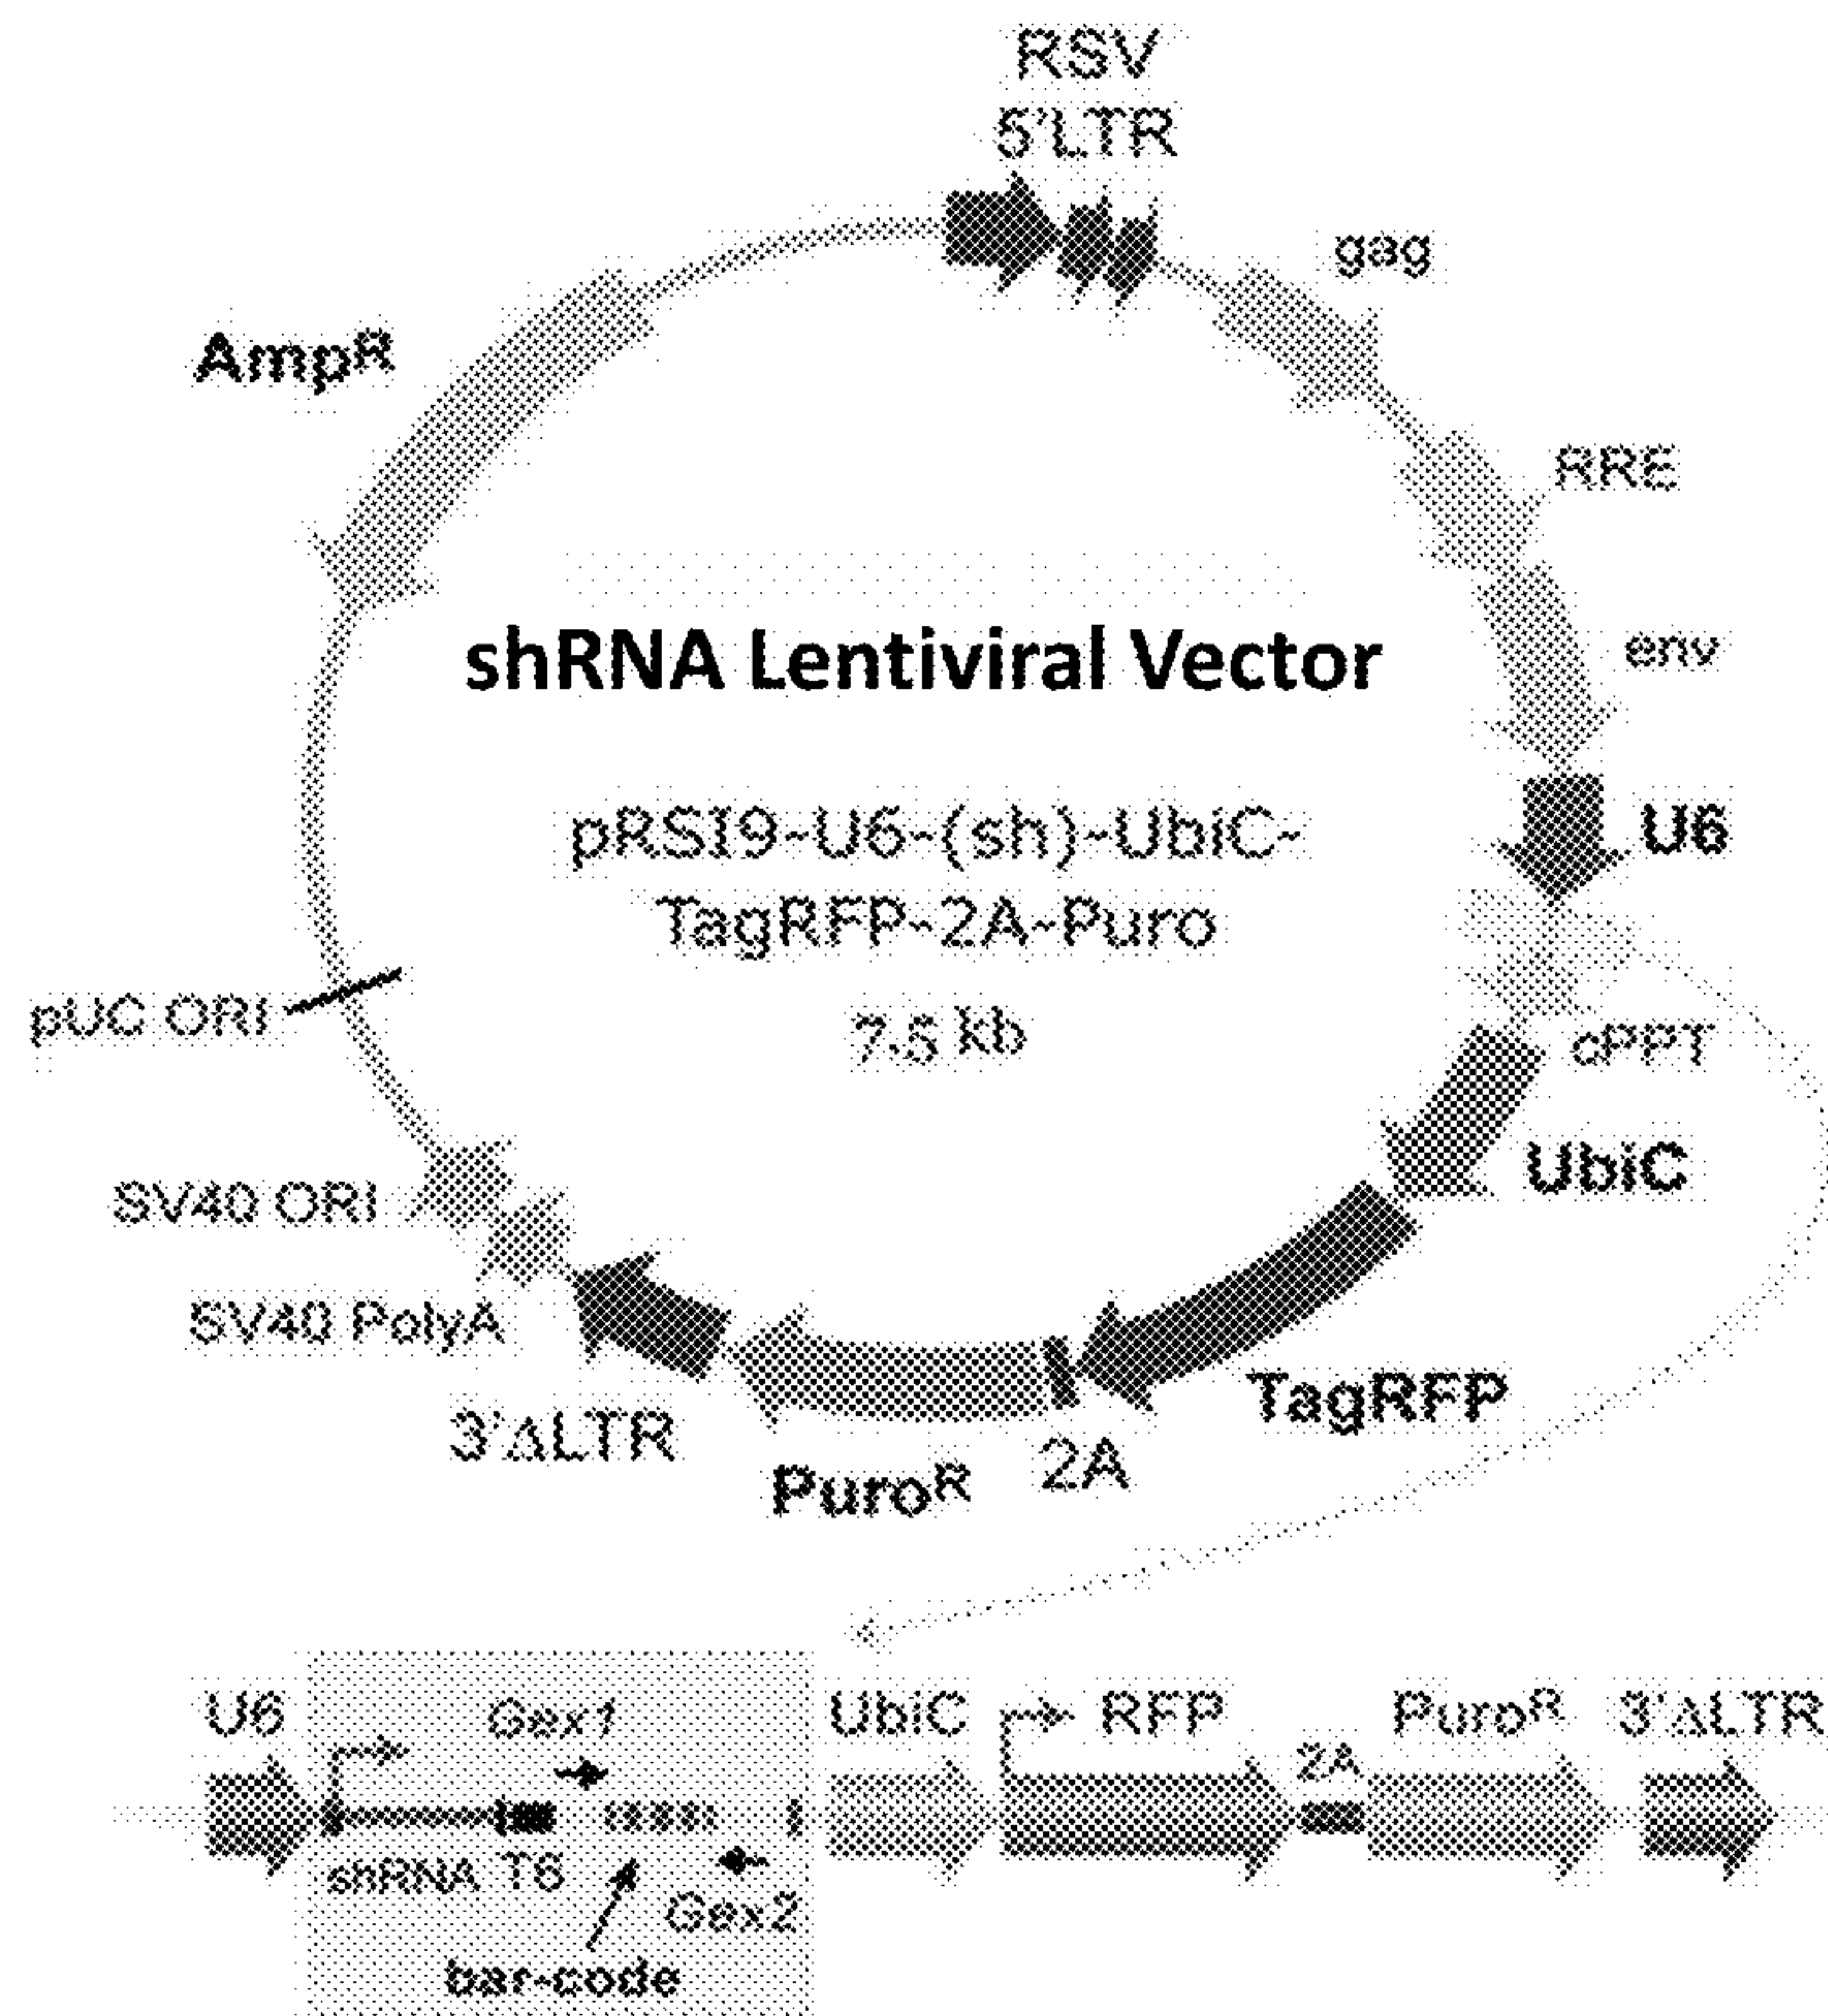 RSV
5'LTR
gag
AmpR
RRE
shRNA Lentiviral Vector
env
pRSI9-U6-(sh)-UbiC-
TagRFP-2A-Puro
7.5 kb
U6
pUC ORI
cPPT
UbiC
SV40 ORI
SV40 PolyA
TagRFP
3'ΔLTR
2A
PuroR
U6
Gex1
UbiC
RFP
2A
PuroR
3'ΔLTR
shRNA T6
Gex2
bar-code